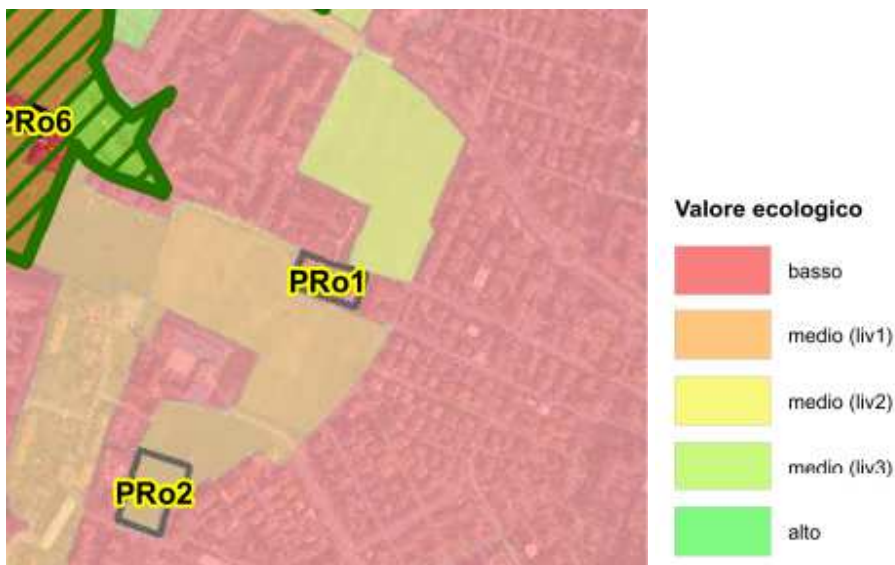 PRo6
PRo1
PRo2
Valore ecologico
basso
medio (liv1)
medio (liv2)
medio (liv3)
alto